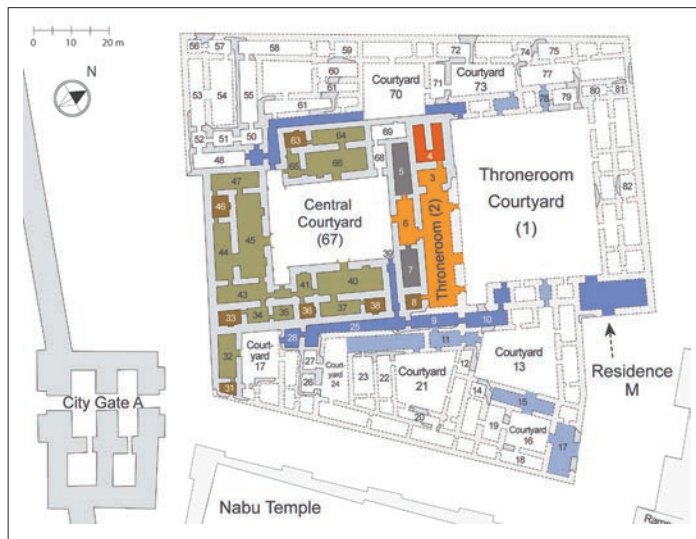 0 10 20 m
N
56 57 58 59 72 74 75
60 Courtyard 71 Courtyard 77
53 54 55 61 70 73 76 79 80 81
61
52 51 50 63 64 69 4
48 65 66 68 5 3
Throneroom
Courtyard
(1)
82
47
46 Central
Courtyard
(67)
6 Throneroom (2)
45
44 39
41 40 7
43
33 34 35 36 37 38 8
9 10
25
28
32 Court-
yard
17
27
26
Court-
yard
24
11
Courtyard
13
Residence
M
31
23 22 Courtyard
21
12
14 15
20 19 Courtyard
16
17
18
City Gate A
Nabu Temple
Ramp